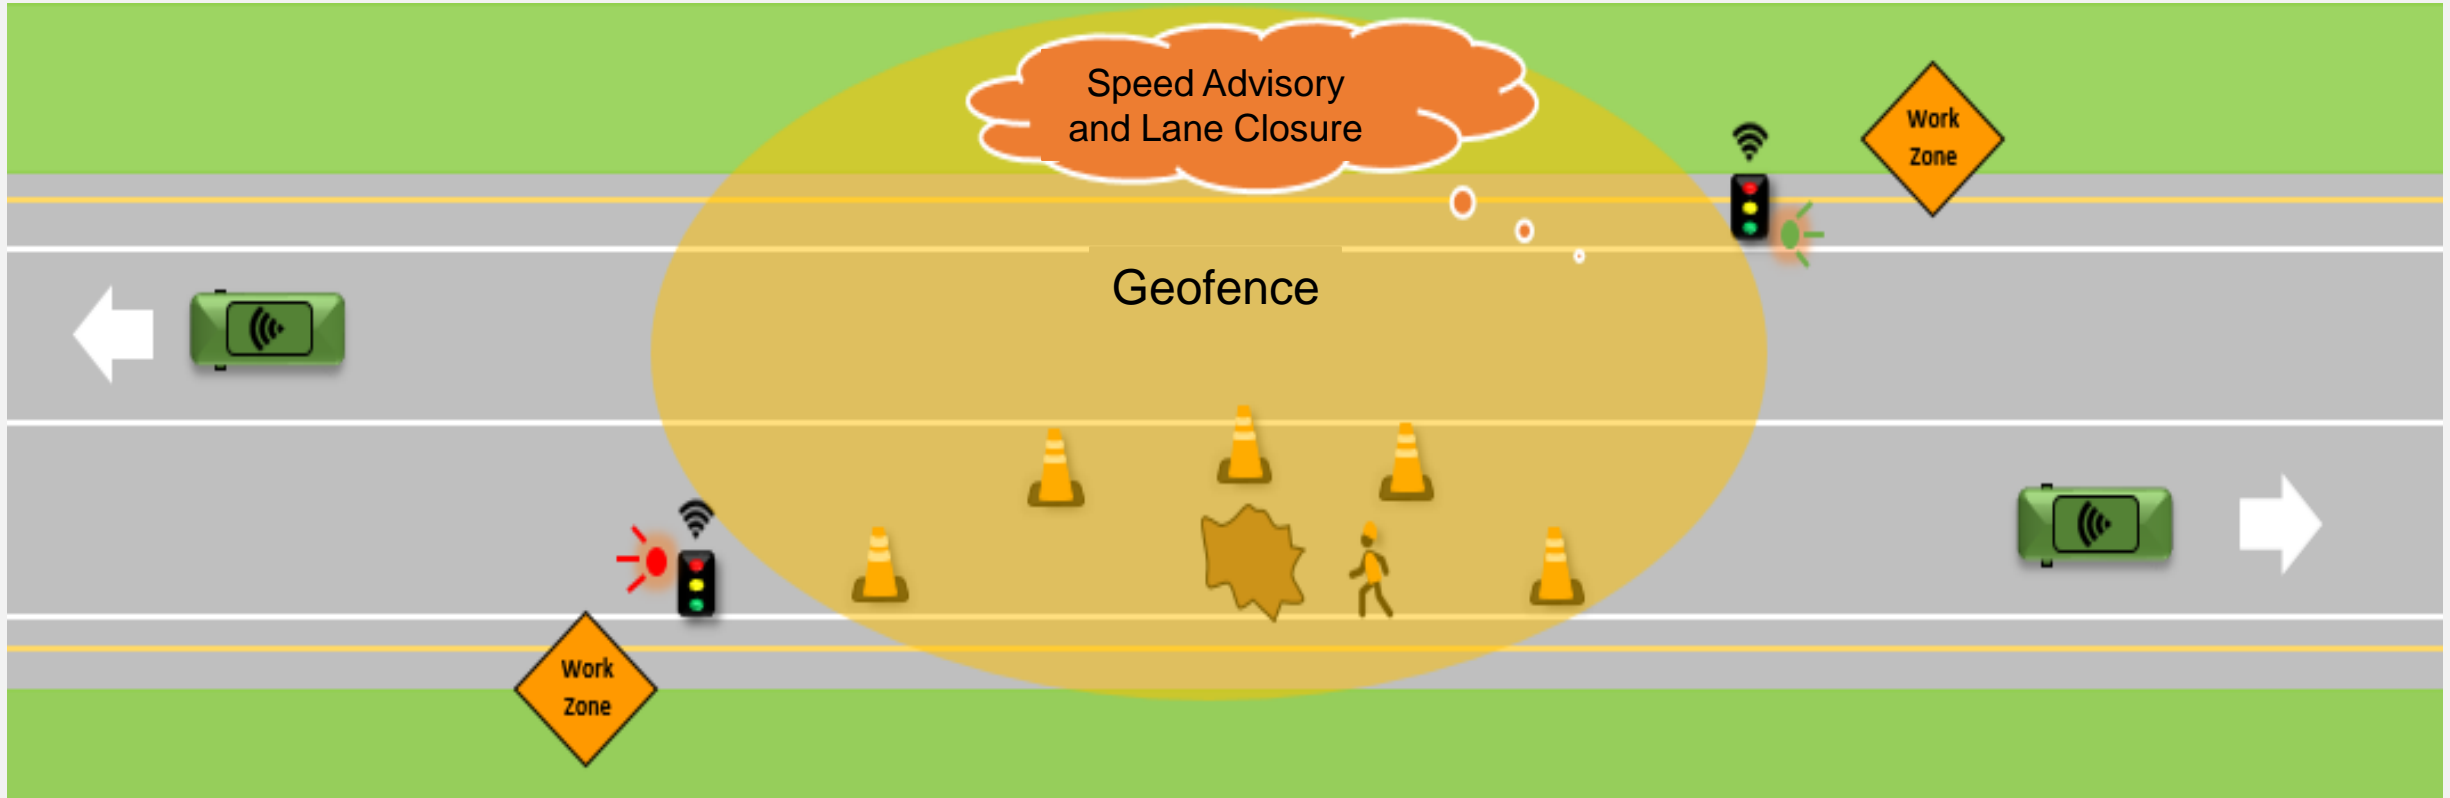 Speed Advisory
and Lane Closure
Work
Zone
Geofence
Work
Zone